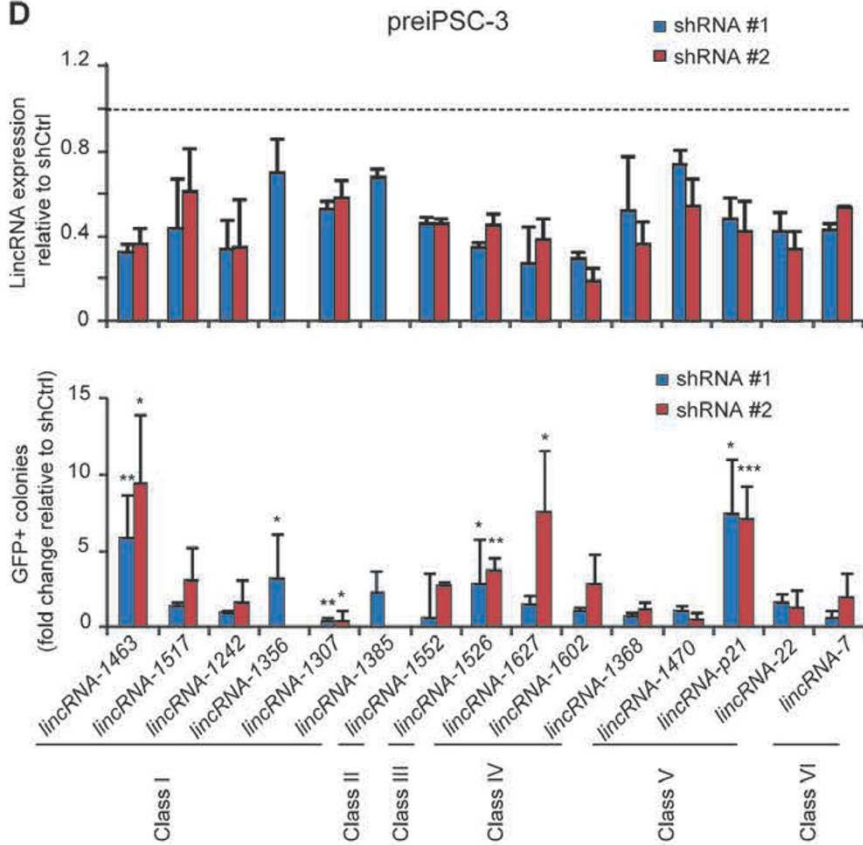 D
preiPSC-3
shRNA #1
shRNA #2
LincRNA expression
relative to shCtrl
1.2
0.8
0.4
0
shRNA #1
shRNA #2
GFP+ colonies
(fold change relative to shCtrl)
15
10
5
0
*
**
*
**
*
*
**
*
*
***
lincRNA-1463
lincRNA-1517
lincRNA-1242
lincRNA-1356
lincRNA-1307
lincRNA-1385
lincRNA-1552
lincRNA-1526
lincRNA-1627
lincRNA-1602
lincRNA-1368
lincRNA-1470
lincRNA-p21
lincRNA-22
lincRNA-7
Class I
Class II
Class III
Class IV
Class V
Class VI